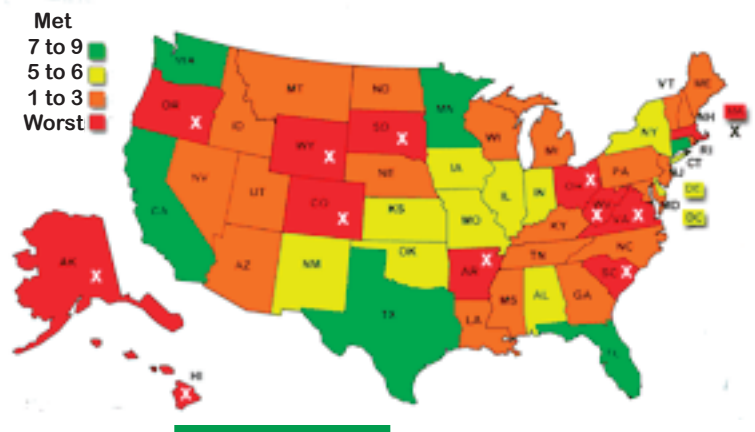 Met
7 to 9
5 to 6
1 to 3
Worst
WA
OR X
CA
ID
NV
MT
WY X
UT
AZ
CO X
NM
ND
SD X
NE
KS
OK
TX
MN
IA
MO
AR X
LA
WI
IL
IN
MI
OH X
KY
TN
MS
AL
GA
X
VA X
NC
SC X
PA
NY
VT
ME
NH
X
RI
CT
NJ
DE
MD
DC
AK X
HI
X